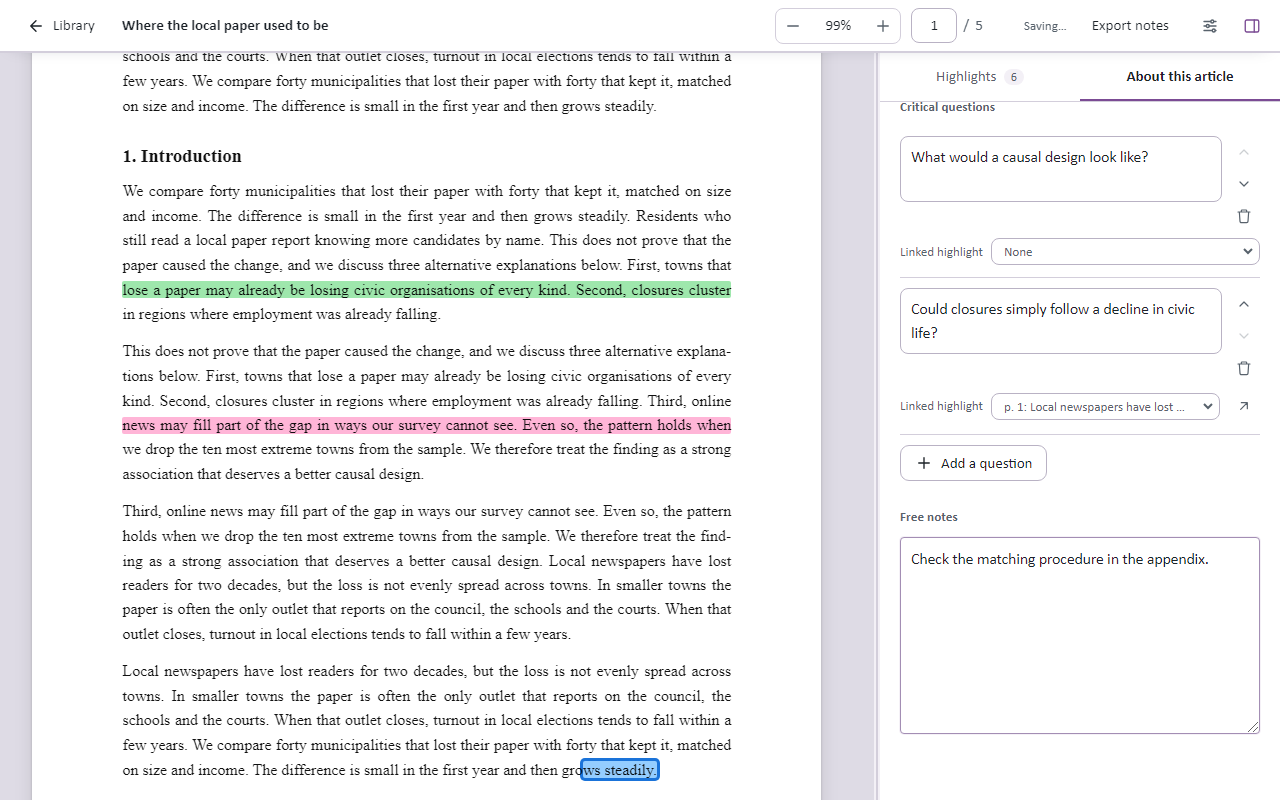 Library
Where the local paper used to be
99%
1 / 5
Saving...
Export notes
schools and the courts. When that outlet closes, turnout in local elections tends to fall within a
few years. We compare forty municipalities that lost their paper with forty that kept it, matched
on size and income. The difference is small in the first year and then grows steadily.
1. Introduction
We compare forty municipalities that lost their paper with forty that kept it, matched on size
and income. The difference is small in the first year and then grows steadily. Residents who
still read a local paper report knowing more candidates by name. This does not prove that the
paper caused the change, and we discuss three alternative explanations below. First, towns that
lose a paper may already be losing civic organisations of every kind. Second, closures cluster
in regions where employment was already falling.
This does not prove that the paper caused the change, and we discuss three alternative explana-
tions below. First, towns that lose a paper may already be losing civic organisations of every
kind. Second, closures cluster in regions where employment was already falling. Third, online
news may fill part of the gap in ways our survey cannot see. Even so, the pattern holds when
we drop the ten most extreme towns from the sample. We therefore treat the finding as a strong
association that deserves a better causal design.
Third, online news may fill part of the gap in ways our survey cannot see. Even so, the pattern
holds when we drop the ten most extreme towns from the sample. We therefore treat the find-
ing as a strong association that deserves a better causal design. Local newspapers have lost
readers for two decades, but the loss is not evenly spread across towns. In smaller towns the
paper is often the only outlet that reports on the council, the schools and the courts. When that
outlet closes, turnout in local elections tends to fall within a few years.
Local newspapers have lost readers for two decades, but the loss is not evenly spread across
towns. In smaller towns the paper is often the only outlet that reports on the council, the
schools and the courts. When that outlet closes, turnout in local elections tends to fall within a
few years. We compare forty municipalities that lost their paper with forty that kept it, matched
on size and income. The difference is small in the first year and then grows steadily.
Highlights 6
About this article
Critical questions
What would a causal design look like?
Linked highlight None
Could closures simply follow a decline in civic
life?
Linked highlight p. 1: Local newspapers have lost ...
Add a question
Free notes
Check the matching procedure in the appendix.